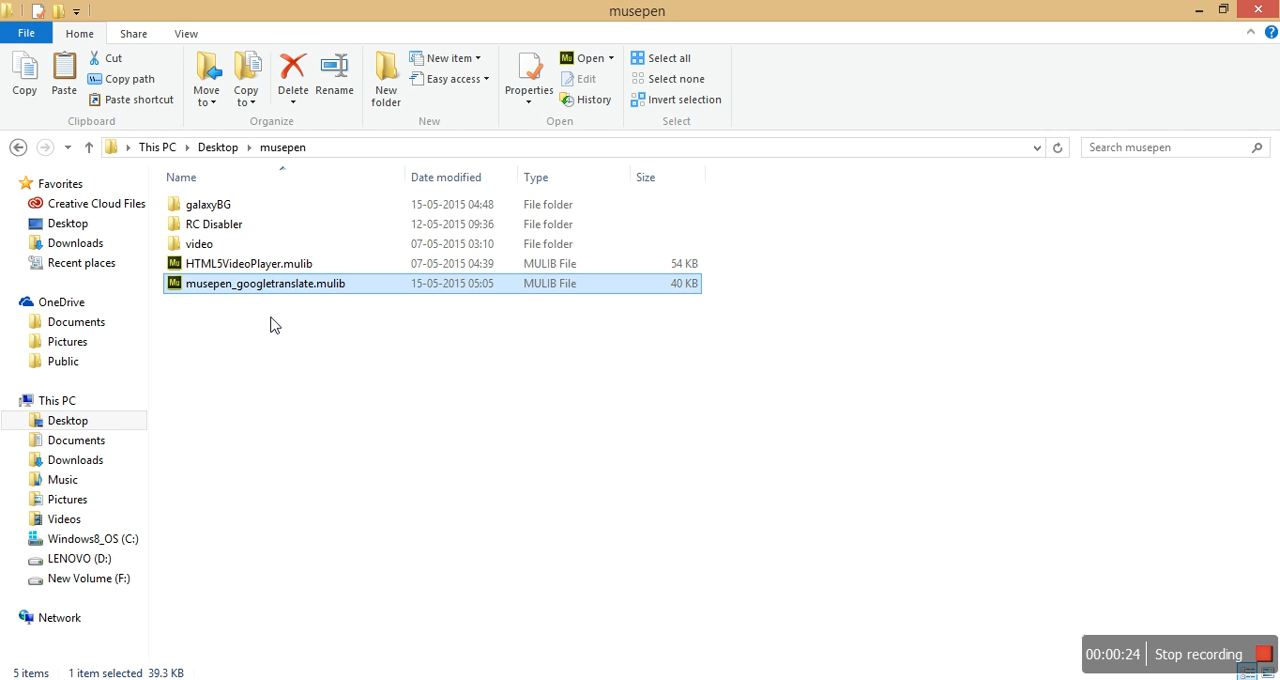 musepen
File Home Share View
Copy
Paste
Cut
Copy path
Paste shortcut
Clipboard
Move to
Copy to
Delete
Rename
Organize
New folder
New item
Easy access
New
Properties
Mu Open
Edit
History
Open
Select all
Select none
Invert selection
Select
This PC Desktop musepen
Search musepen
Name Date modified Type Size
galaxyBG 15-05-2015 04:48 File folder
RC Disabler 12-05-2015 09:36 File folder
video 07-05-2015 03:10 File folder
Mu HTML5VideoPlayer.mulib 07-05-2015 04:39 MULIB File 54 KB
Mu musepen_googletranslate.mulib 15-05-2015 05:05 MULIB File 40 KB
Favorites
Creative Cloud Files
Desktop
Downloads
Recent places
OneDrive
Documents
Pictures
Public
This PC
Desktop
Documents
Downloads
Music
Pictures
Videos
Windows8_OS (C:)
LENOVO (D:)
New Volume (F:)
Network
00:00:24 Stop recording
5 items 1 item selected 39.3 KB